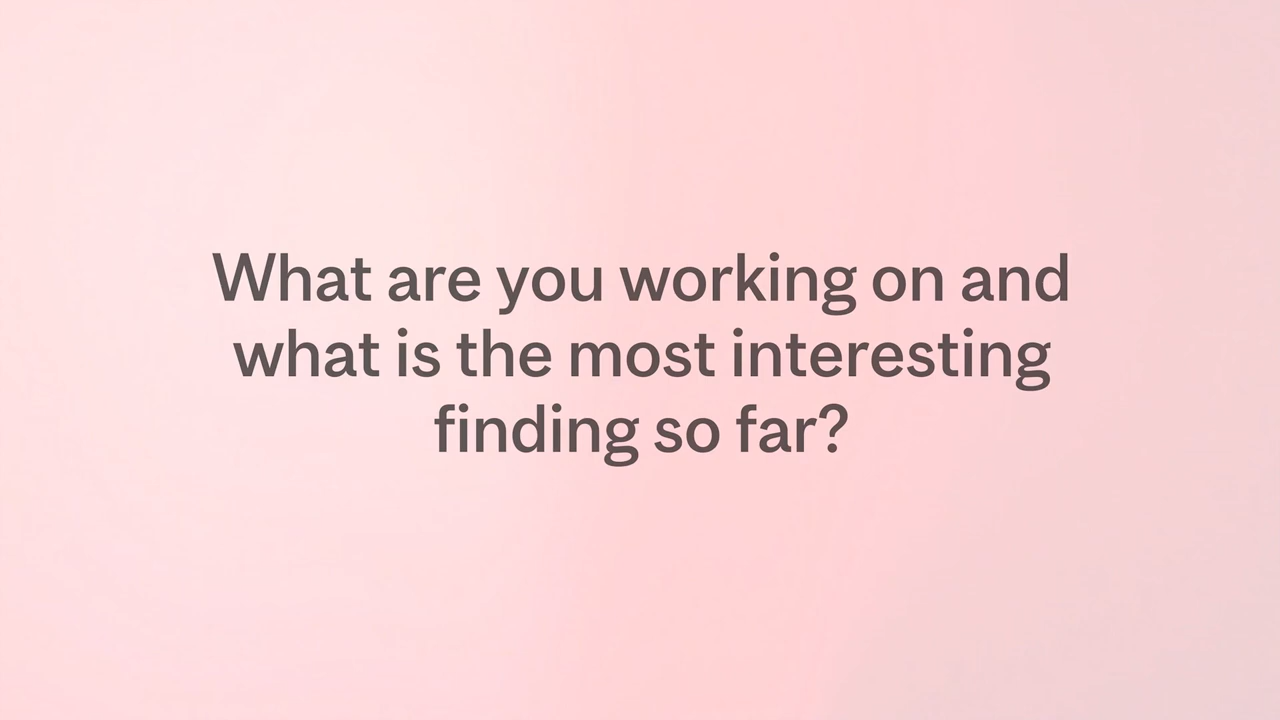 What are you working on and
what is the most interesting
finding so far?